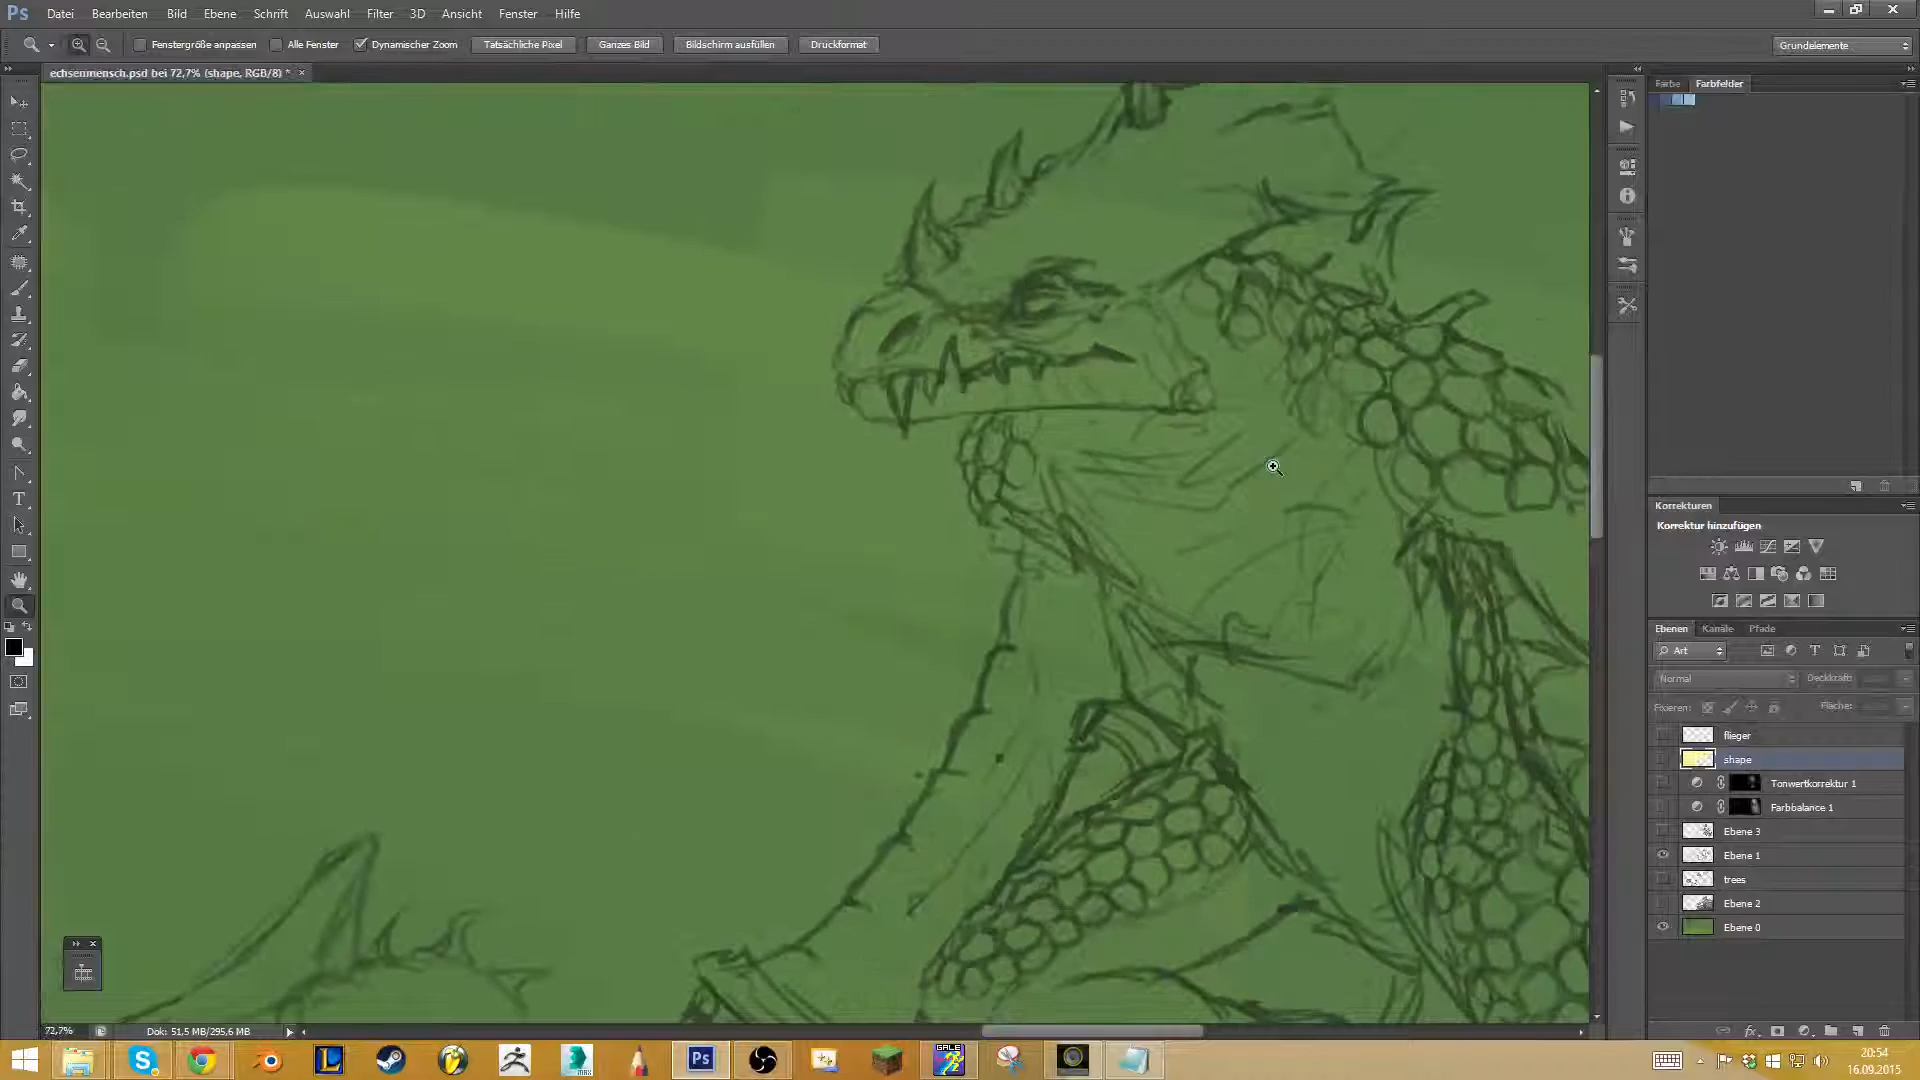 Ps Datei Bearbeiten Bild Ebene Schrift Auswahl Filter 3D Ansicht Fenster Hilfe
Fenstergröße anpassen Alle Fenster Dynamischer Zoom Tatsächliche Pixel Ganzes Bild Bildschirm ausfüllen Druckformat Grundelemente
echsenmensch.psd bei 72,7% (shape, RGB/8) *
Farbe Farbfelder
Korrekturen
Korrektur hinzufügen
Ebenen Kanäle Pfade
Art
Normal Deckkraft:
Fixieren: Fläche:
flieger
shape
Tonwertkorrektur 1
Farbbalance 1
Ebene 3
Ebene 1
trees
Ebene 2
Ebene 0
72,7% Dok: 51,5 MB/295,6 MB
Ps
GALE
20:54
16.09.2015